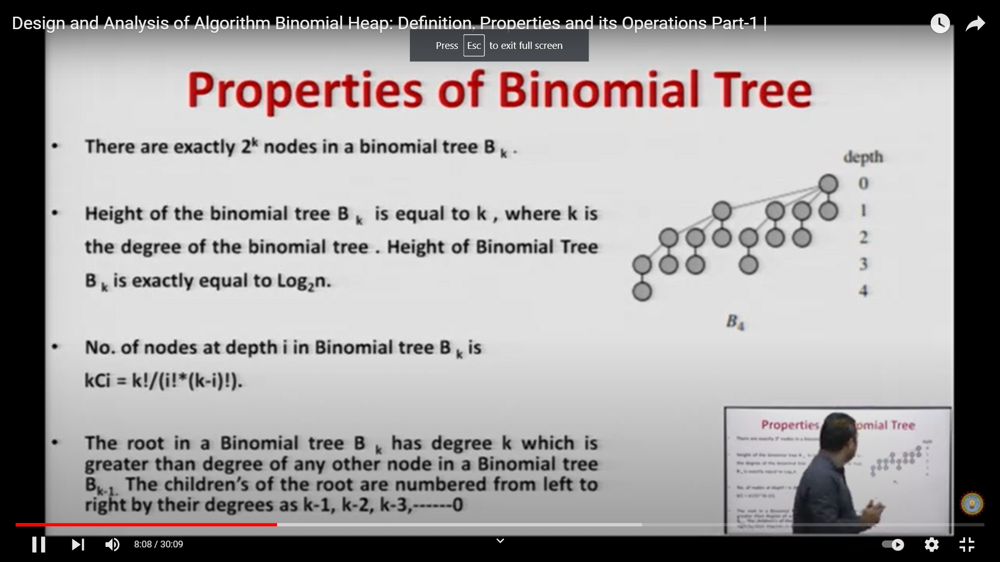 Design and Analysis of Algorithm Binomial Heap: Definition, Properties and its Operations Part-1 |
Press Esc to exit full screen
Properties of Binomial Tree
• There are exactly 2ᵏ nodes in a binomial tree B k .
• Height of the binomial tree B k is equal to k , where k is
the degree of the binomial tree . Height of Binomial Tree
B k is exactly equal to Log₂n.
• No. of nodes at depth i in Binomial tree B k is
kCi = k!/(i!*(k-i)!).
• The root in a Binomial tree B k has degree k which is
greater than degree of any other node in a Binomial tree
Bk-1. The children's of the root are numbered from left to
right by their degrees as k-1, k-2, k-3,------0
depth
0
1
2
3
4
B₄
Properties omial Tree
8:08 / 30:09